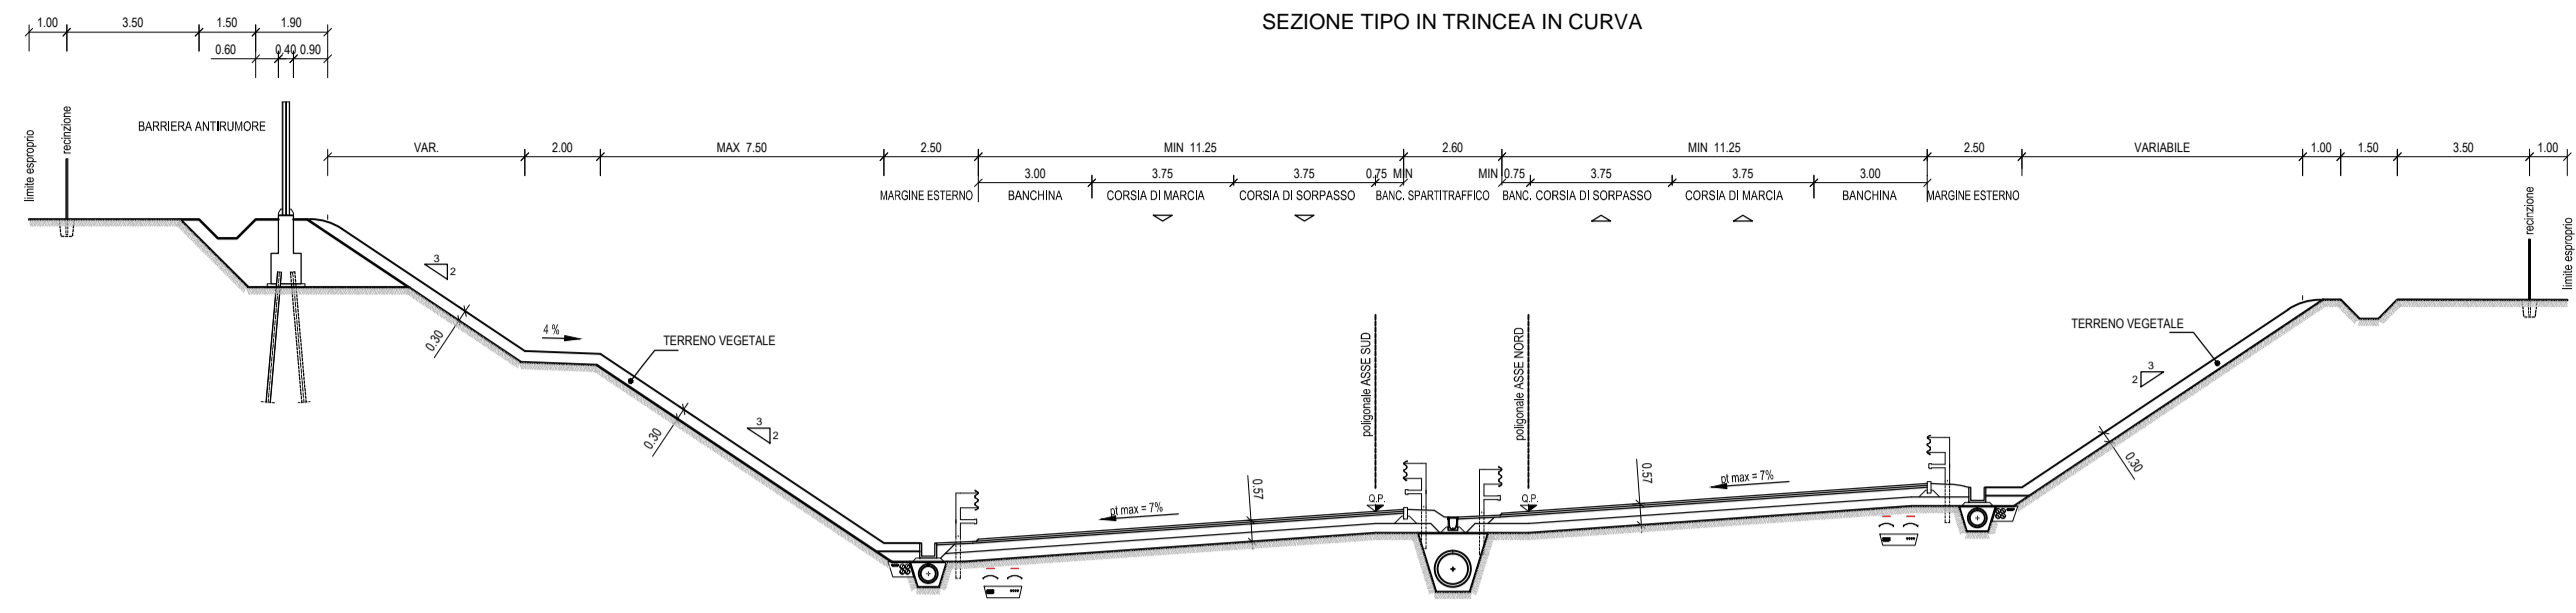 SEZIONE TIPO IN TRINCEA IN CURVA
1.00 3.50 1.50 1.90
0.60 0.40 0.90
limite esproprio
recinzione
BARRIERA ANTIRUMORE
VAR. 2.00 MAX 7.50 2.50 MIN 11.25 2.60 MIN 11.25 2.50 VARIABILE 1.00 1.50 3.50 1.00
3.00 3.75 3.75 0.75 MIN MIN 0.75 3.75 3.75 3.00
MARGINE ESTERNO BANCHINA CORSIA DI MARCIA CORSIA DI SORPASSO BANC. SPARTITRAFFICO BANC. CORSIA DI SORPASSO CORSIA DI MARCIA BANCHINA MARGINE ESTERNO
recinzione
limite esproprio
3
2
0.30
4 %
TERRENO VEGETALE
0.30
3
2
pt max = 7%
0.57
poligonale ASSE SUD
Q.P.
poligonale ASSE NORD
Q.P.
0.57
pt max = 7%
TERRENO VEGETALE
3
2
0.30